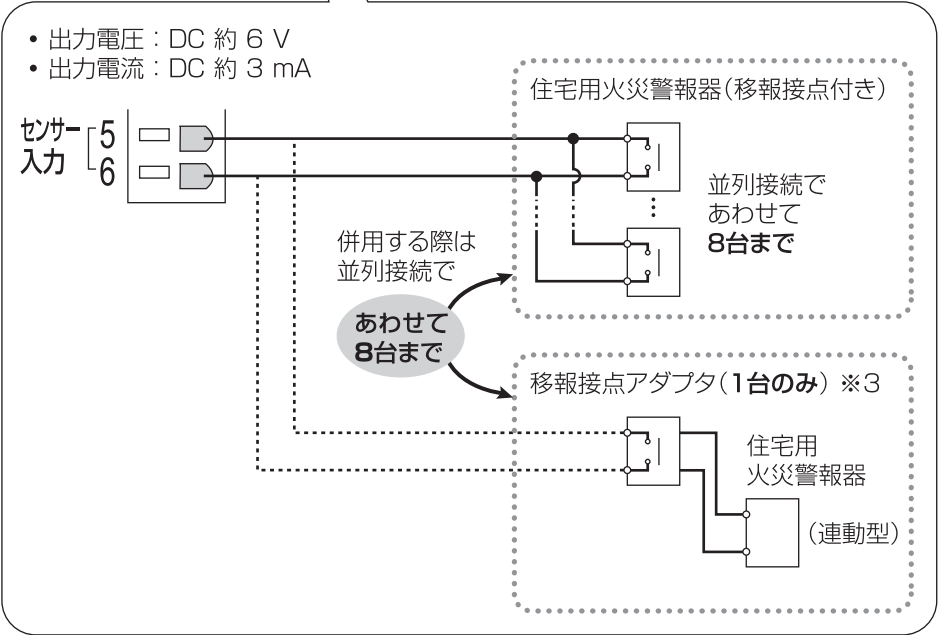 • 出力電圧：DC 約 6 V
• 出力電流：DC 約 3 mA
センサー
入力
5
6
住宅用火災警報器（移報接点付き）
並列接続で
あわせて
8台まで
併用する際は
並列接続で
あわせて
8台まで
移報接点アダプタ（1台のみ）※3
住宅用
火災警報器
（連動型）